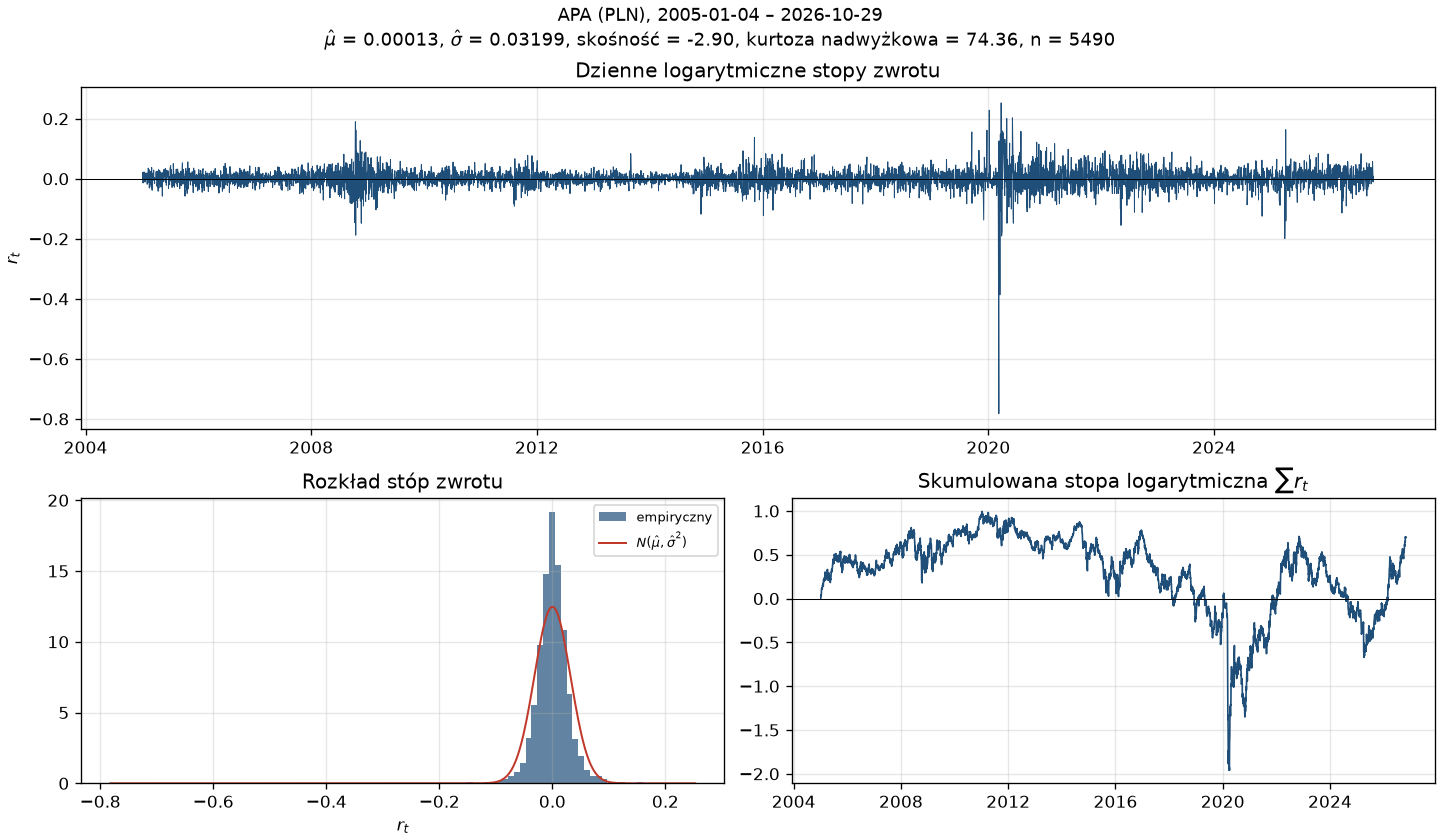 APA (PLN), 2005-01-04 – 2026-10-29
μ̂ = 0.00013, σ̂ = 0.03199, skośność = -2.90, kurtoza nadwyżkowa = 74.36, n = 5490
Dzienne logarytmiczne stopy zwrotu
0.2
0.0
−0.2
−0.4
−0.6
−0.8
r_t
2004 2008 2012 2016 2020 2024
Rozkład stóp zwrotu
20
15
10
5
0
empiryczny
N(μ̂, σ̂²)
−0.8 −0.6 −0.4 −0.2 0.0 0.2
r_t
Skumulowana stopa logarytmiczna ∑r_t
1.0
0.5
0.0
−0.5
−1.0
−1.5
−2.0
2004 2008 2012 2016 2020 2024